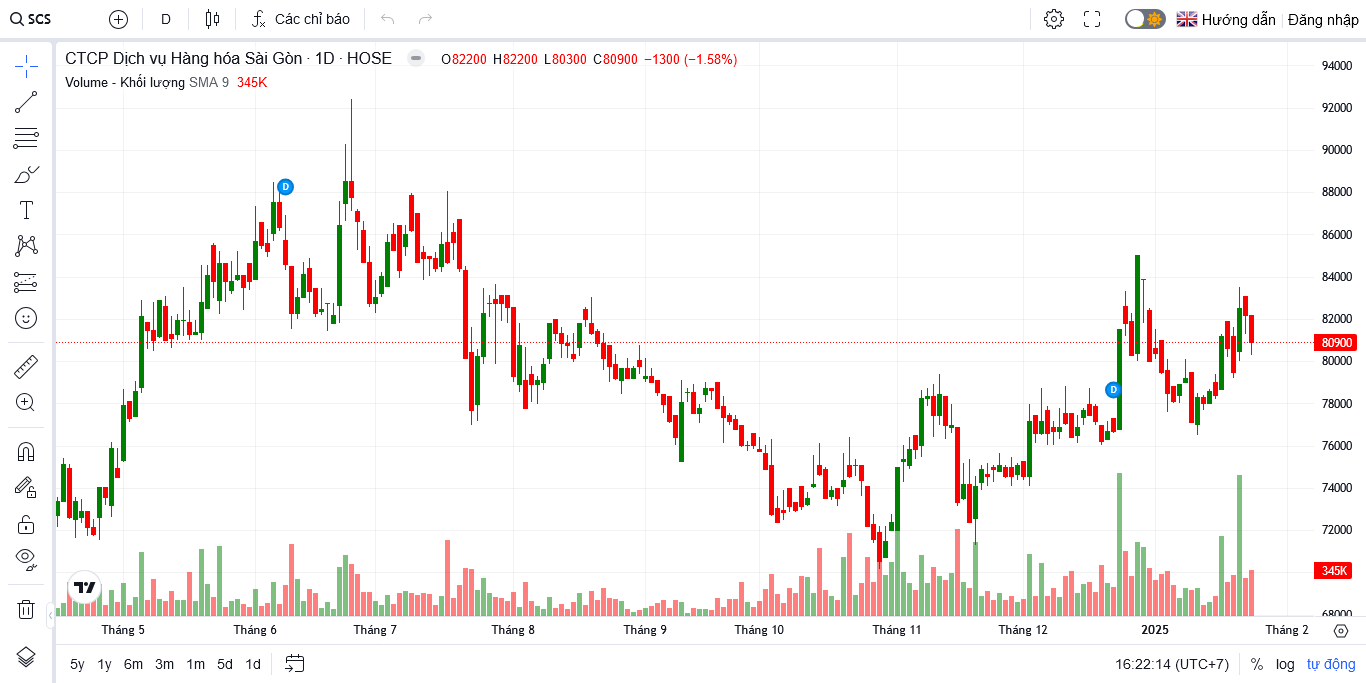 SCS D Các chỉ báo Hướng dẫn Đăng nhập
CTCP Dịch vụ Hàng hóa Sài Gòn · 1D · HOSE O82200 H82200 L80300 C80900 −1300 (−1.58%)
Volume - Khối lượng SMA 9 345K
94000
92000
90000
88000
86000
84000
82000
80900
80000
78000
76000
74000
72000
345K
68000
D
D
Tháng 5 Tháng 6 Tháng 7 Tháng 8 Tháng 9 Tháng 10 Tháng 11 Tháng 12 2025 Tháng 2
5y 1y 6m 3m 1m 5d 1d 16:22:14 (UTC+7) % log tự động